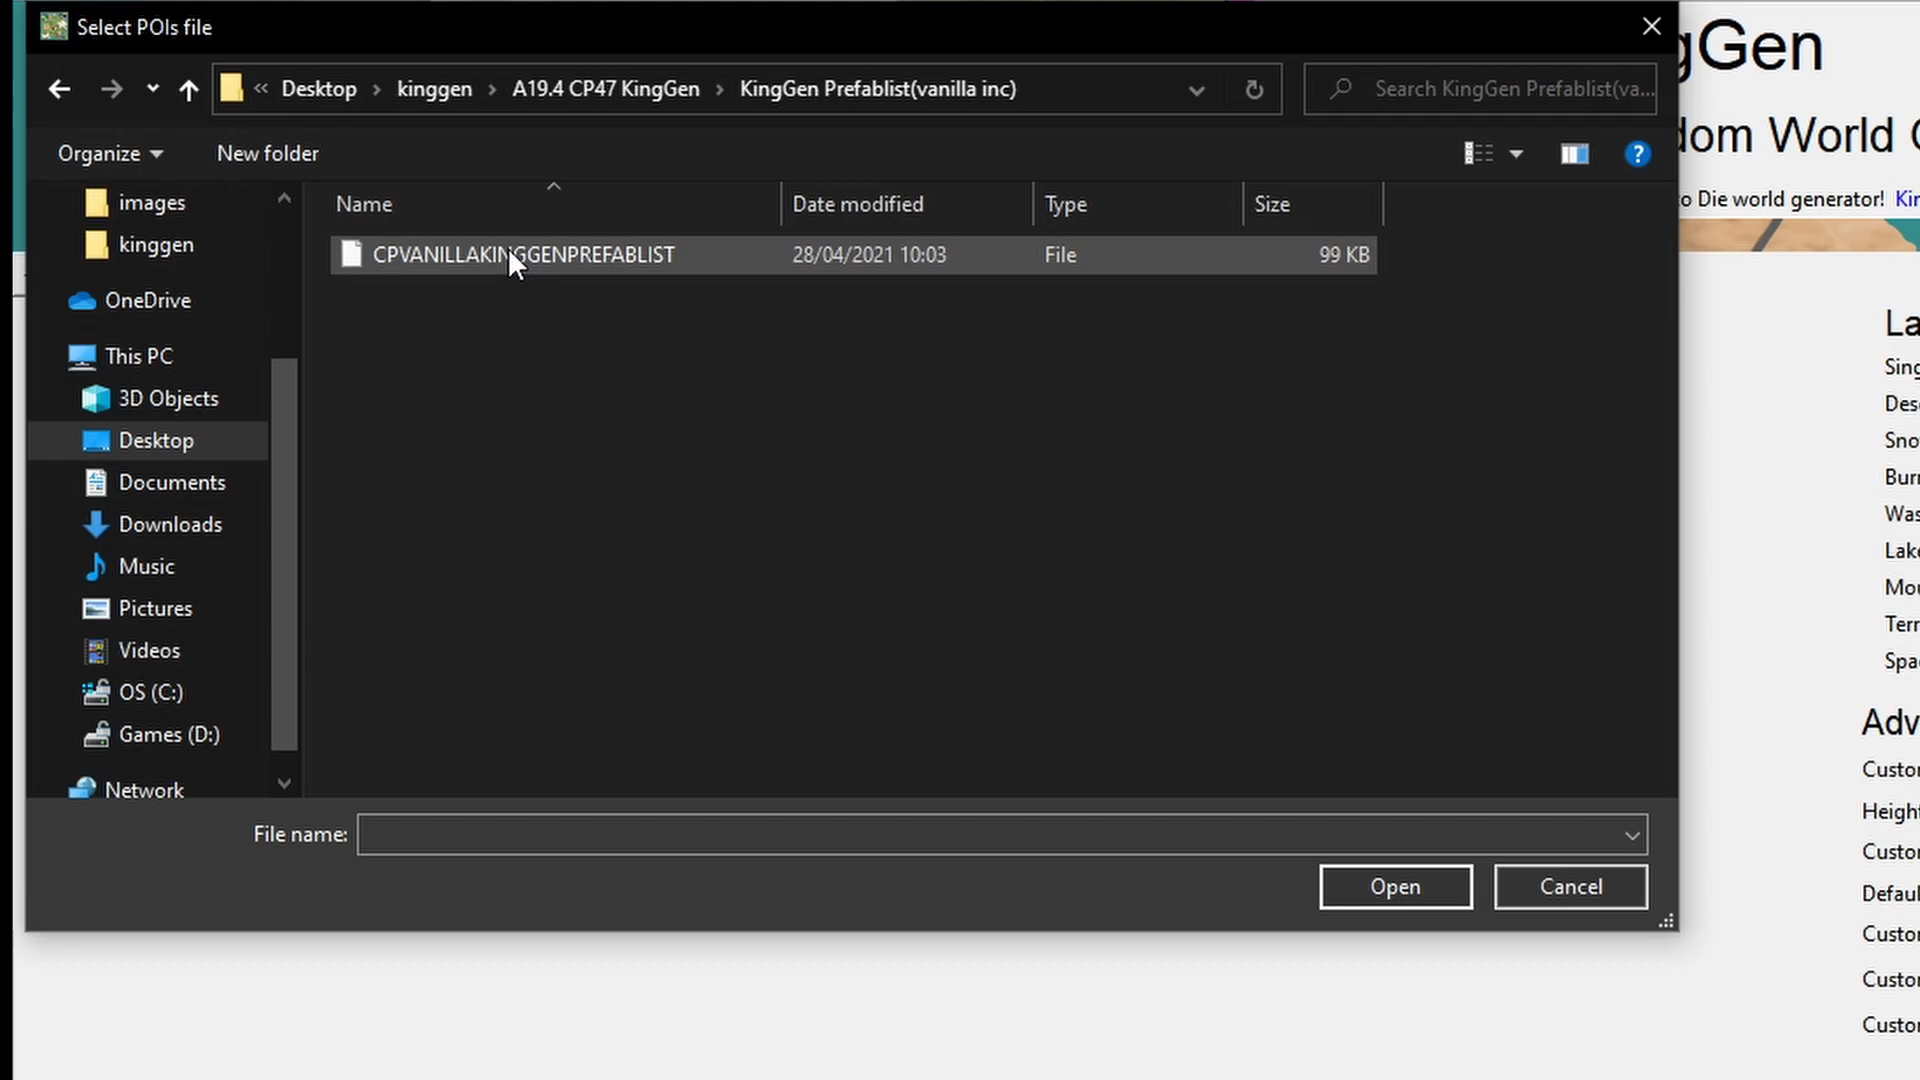 Select POIs file
« Desktop > kinggen > A19.4 CP47 KingGen > KingGen Prefablist(vanilla inc)
Search KingGen Prefablist(va...
Organize
New folder
?
Name
Date modified
Type
Size
CPVANILLAKINGGENPREFABLIST
28/04/2021 10:03
File
99 KB
images
kinggen
OneDrive
This PC
3D Objects
Desktop
Documents
Downloads
Music
Pictures
Videos
OS (C:)
Games (D:)
Network
File name:
Open
Cancel
gGen
dom World
o Die world generator!
Heigh